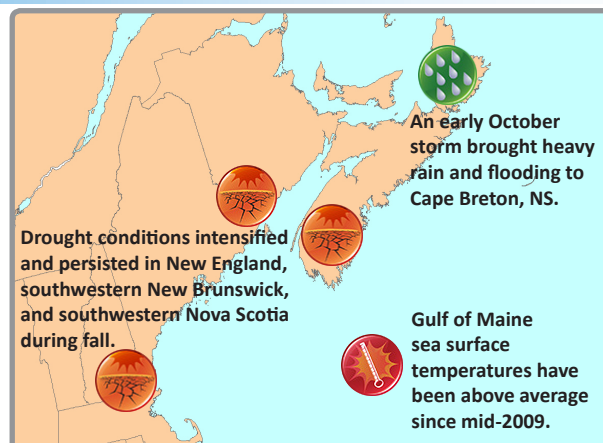 An early October
storm brought heavy
rain and flooding to
Cape Breton, NS.
Drought conditions intensified
and persisted in New England,
southwestern New Brunswick,
and southwestern Nova Scotia
during fall.
Gulf of Maine
sea surface
temperatures have
been above average
since mid-2009.